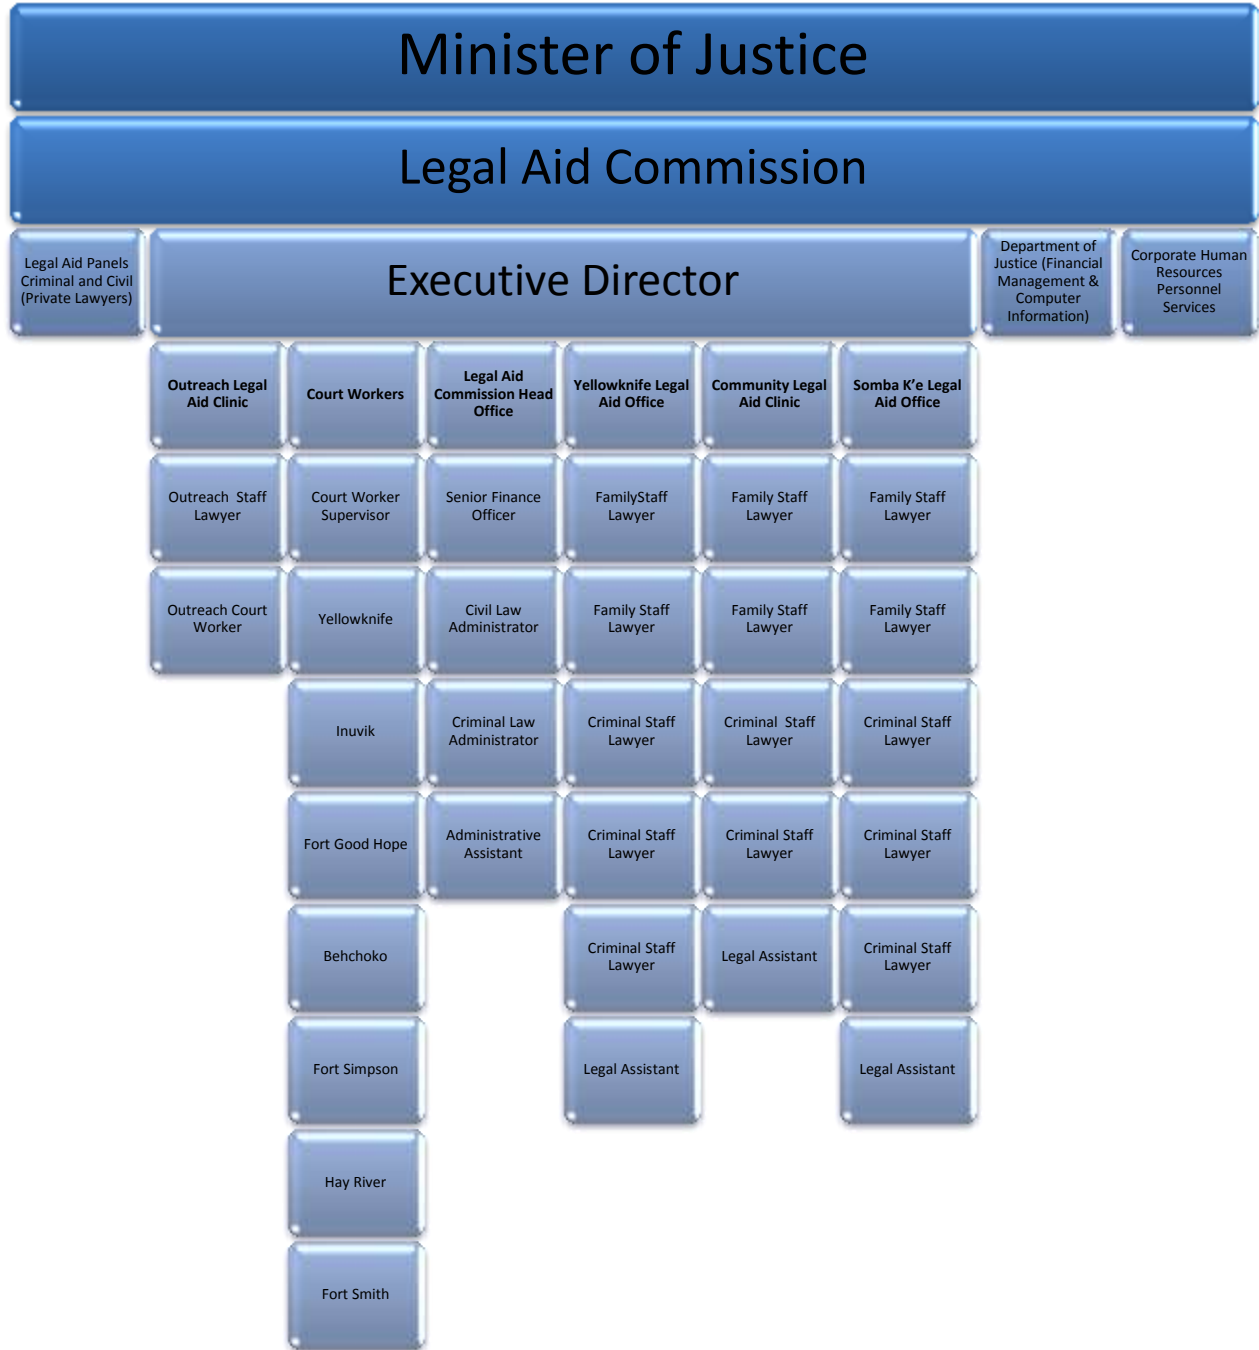 Minister of Justice
Legal Aid Commission
Legal Aid Panels
Criminal and Civil
(Private Lawyers)
Executive Director
Department of
Justice (Financial
Management &
Computer
Information)
Corporate Human
Resources
Personnel
Services
Outreach Legal
Aid Clinic
Court Workers
Legal Aid
Commission Head
Office
Yellowknife Legal
Aid Office
Community Legal
Aid Clinic
Somba K’e Legal
Aid Office
Outreach Staff
Lawyer
Court Worker
Supervisor
Senior Finance
Officer
FamilyStaff
Lawyer
Family Staff
Lawyer
Family Staff
Lawyer
Outreach Court
Worker
Yellowknife
Civil Law
Administrator
Family Staff
Lawyer
Family Staff
Lawyer
Family Staff
Lawyer
Inuvik
Criminal Law
Administrator
Criminal Staff
Lawyer
Criminal Staff
Lawyer
Criminal Staff
Lawyer
Fort Good Hope
Administrative
Assistant
Criminal Staff
Lawyer
Criminal Staff
Lawyer
Criminal Staff
Lawyer
Behchoko
Criminal Staff
Lawyer
Legal Assistant
Criminal Staff
Lawyer
Fort Simpson
Legal Assistant
Legal Assistant
Hay River
Fort Smith